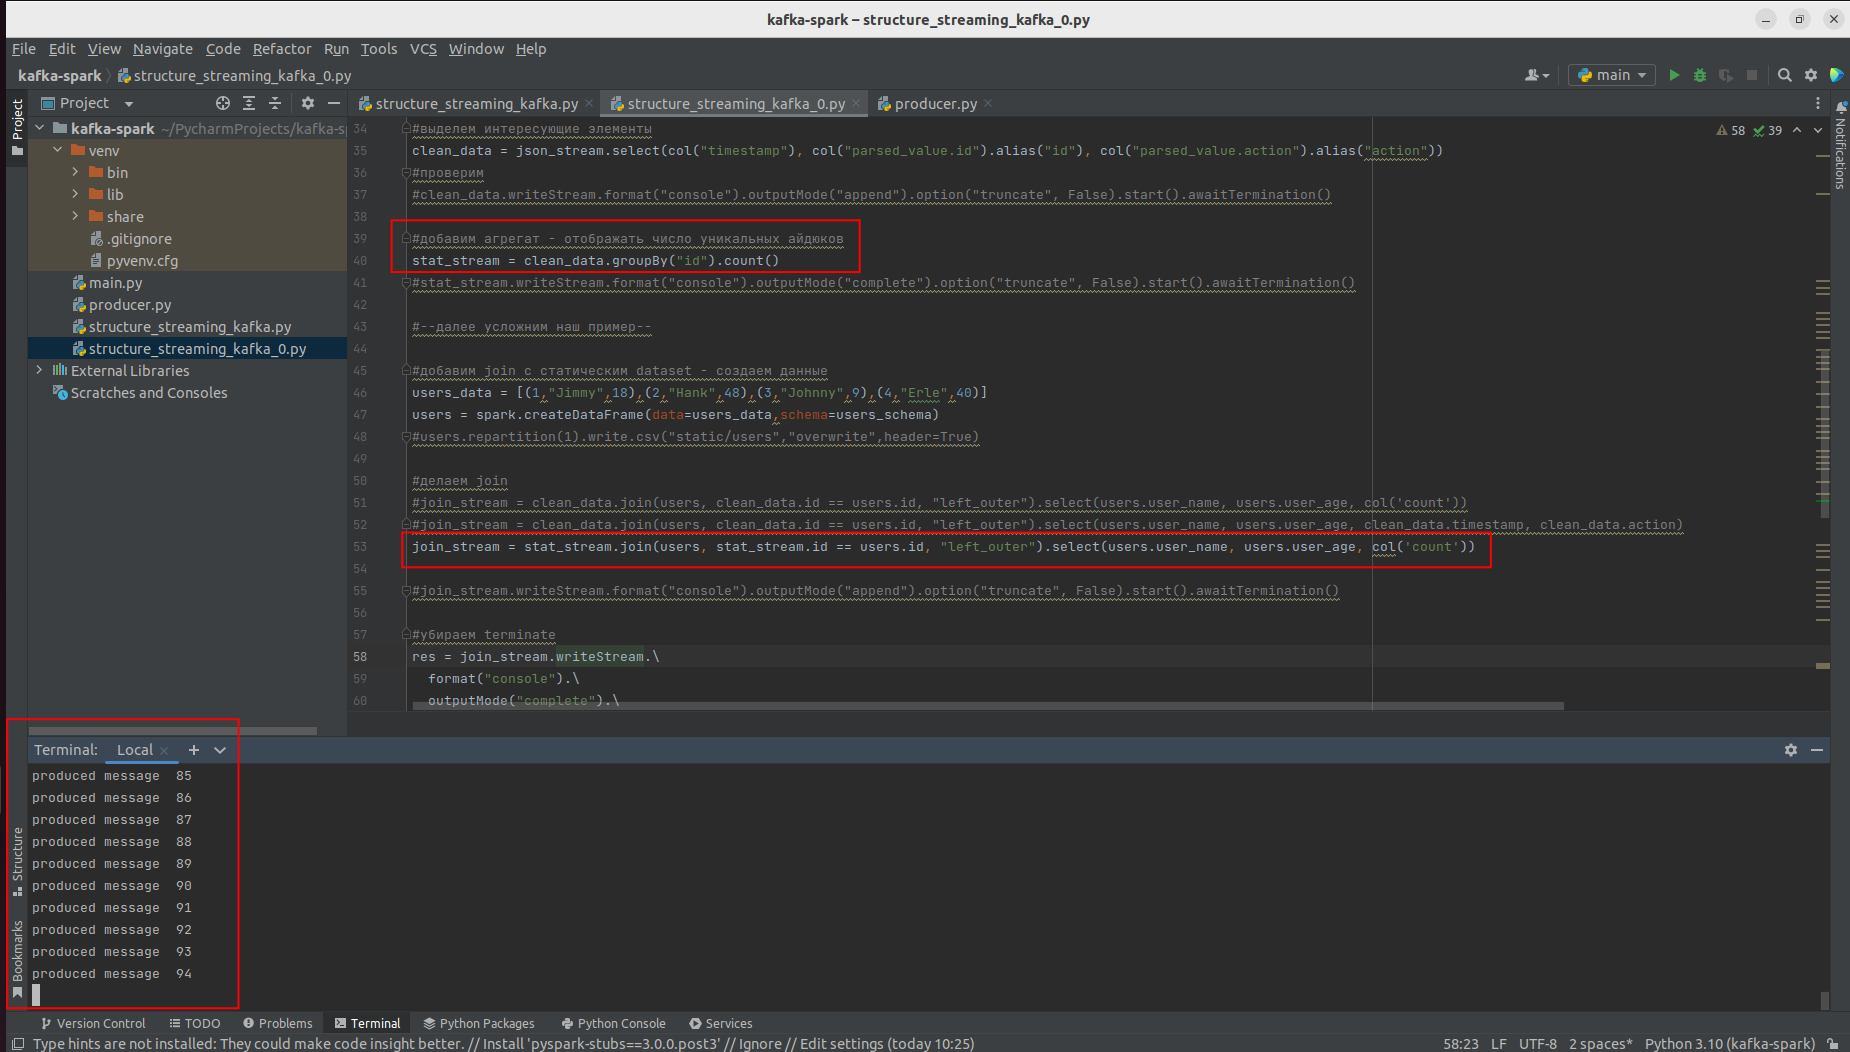 kafka-spark – structure_streaming_kafka_0.py
File Edit View Navigate Code Refactor Run Tools VCS Window Help
kafka-spark structure_streaming_kafka_0.py main
Project
Project
structure_streaming_kafka.py structure_streaming_kafka_0.py producer.py
Notifications
kafka-spark ~/PycharmProjects/kafka-s
venv
bin
lib
share
.gitignore
pyvenv.cfg
main.py
producer.py
structure_streaming_kafka.py
structure_streaming_kafka_0.py
External Libraries
Scratches and Consoles
58 39
34 #выделем интересующие элементы
35 clean_data = json_stream.select(col("timestamp"), col("parsed_value.id").alias("id"), col("parsed_value.action").alias("action"))
36 #проверим
37 #clean_data.writeStream.format("console").outputMode("append").option("truncate", False).start().awaitTermination()
38
39 #добавим агрегат - отображать число уникальных айдюков
40 stat_stream = clean_data.groupBy("id").count()
41 #stat_stream.writeStream.format("console").outputMode("complete").option("truncate", False).start().awaitTermination()
42
43 #--далее усложним наш пример--
44
45 #добавим join с статическим dataset - создаем данные
46 users_data = [(1,"Jimmy",18),(2,"Hank",48),(3,"Johnny",9),(4,"Erle",40)]
47 users = spark.createDataFrame(data=users_data,schema=users_schema)
48 #users.repartition(1).write.csv("static/users","overwrite",header=True)
49
50 #делаем join
51 #join_stream = clean_data.join(users, clean_data.id == users.id, "left_outer").select(users.user_name, users.user_age, col('count'))
52 #join_stream = clean_data.join(users, clean_data.id == users.id, "left_outer").select(users.user_name, users.user_age, clean_data.timestamp, clean_data.action)
53 join_stream = stat_stream.join(users, stat_stream.id == users.id, "left_outer").select(users.user_name, users.user_age, col('count'))
54
55 #join_stream.writeStream.format("console").outputMode("append").option("truncate", False).start().awaitTermination()
56
57 #убираем terminate
58 res = join_stream.writeStream.\
59 format("console").\
60 outputMode("complete").\
Terminal: Local
produced message 85
produced message 86
produced message 87
produced message 88
produced message 89
produced message 90
produced message 91
produced message 92
produced message 93
produced message 94
Structure
Bookmarks
Version Control TODO Problems Terminal Python Packages Python Console Services
Type hints are not installed: They could make code insight better. // Install 'pyspark-stubs==3.0.0.post3' // Ignore // Edit settings (today 10:25) 58:23 LF UTF-8 2 spaces* Python 3.10 (kafka-spark)